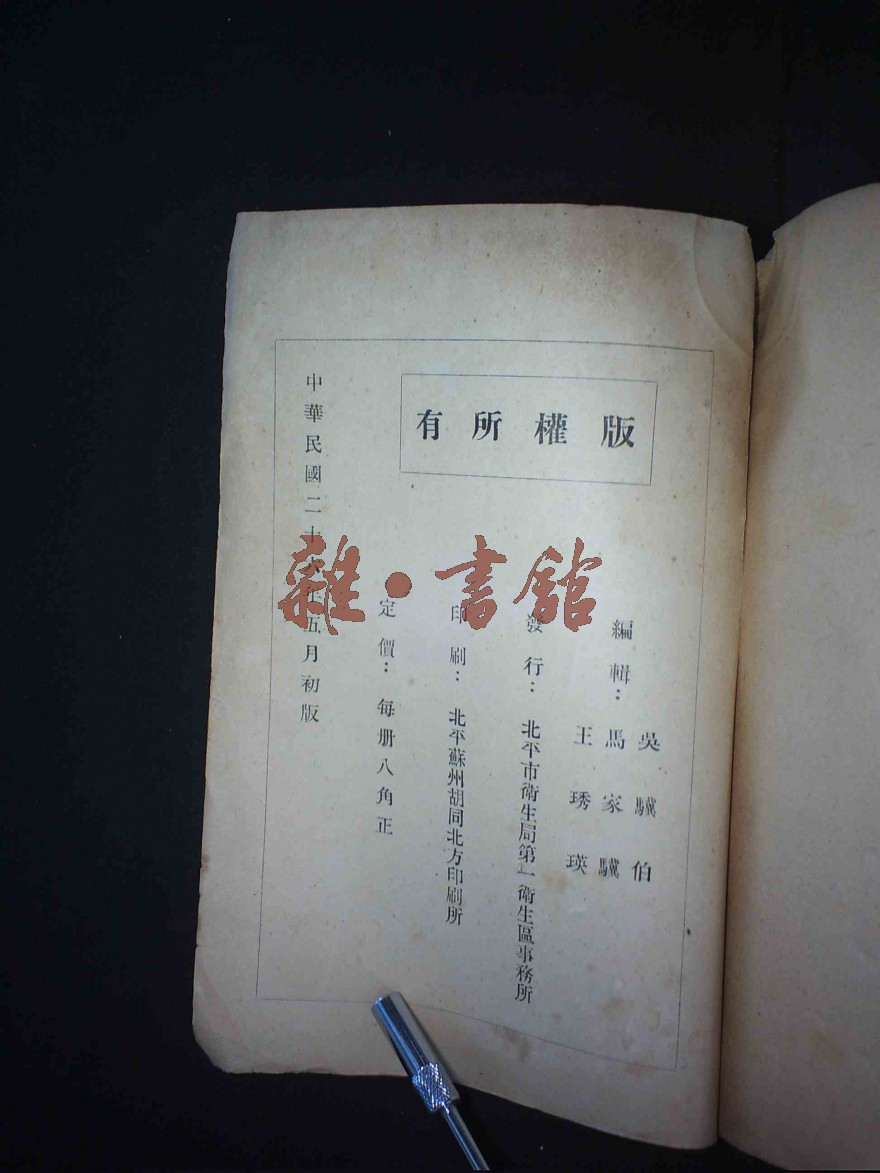 版權所有
編輯：
吳驥伯
馬家驥
王琇瑛
發行：北平市衛生局第一衛生區事務所
印刷：北平蘇州胡同北方印刷所
定價：每册八角正
中華民國二十六年五月初版
雜·書館